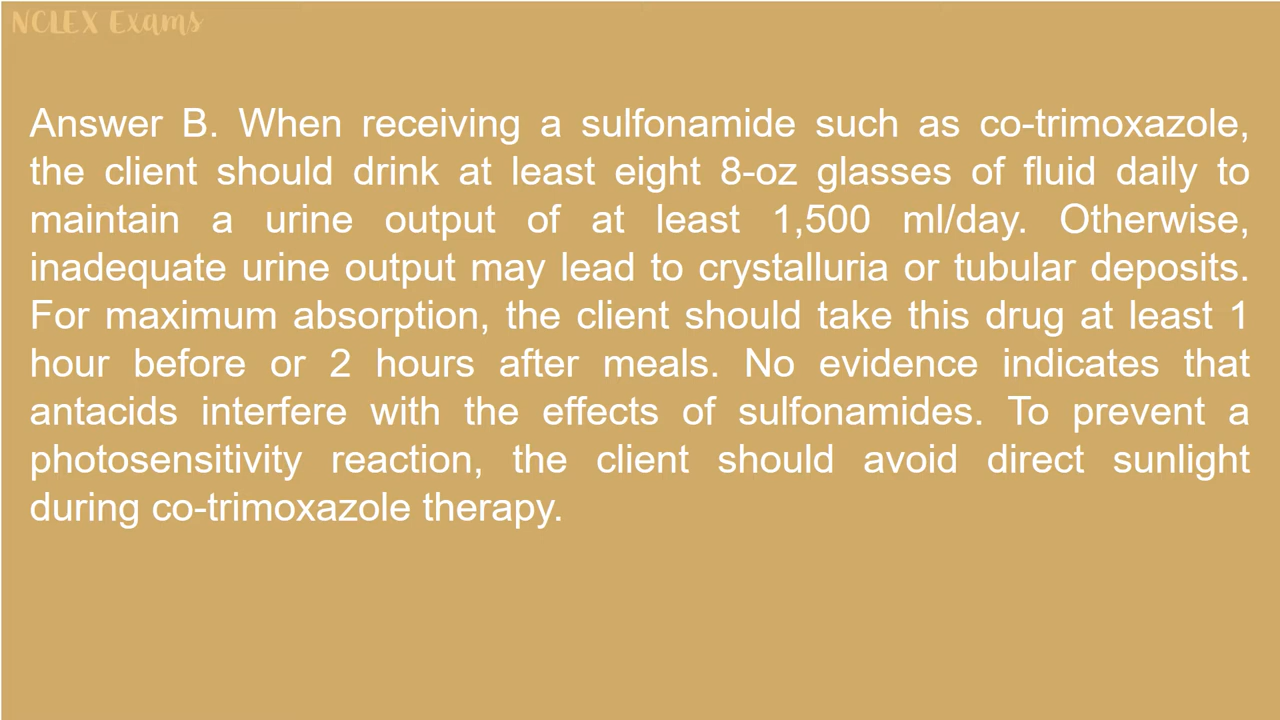 NCLEX Exams
Answer B. When receiving a sulfonamide such as co-trimoxazole,
the client should drink at least eight 8-oz glasses of fluid daily to
maintain a urine output of at least 1,500 ml/day. Otherwise,
inadequate urine output may lead to crystalluria or tubular deposits.
For maximum absorption, the client should take this drug at least 1
hour before or 2 hours after meals. No evidence indicates that
antacids interfere with the effects of sulfonamides. To prevent a
photosensitivity reaction, the client should avoid direct sunlight
during co-trimoxazole therapy.